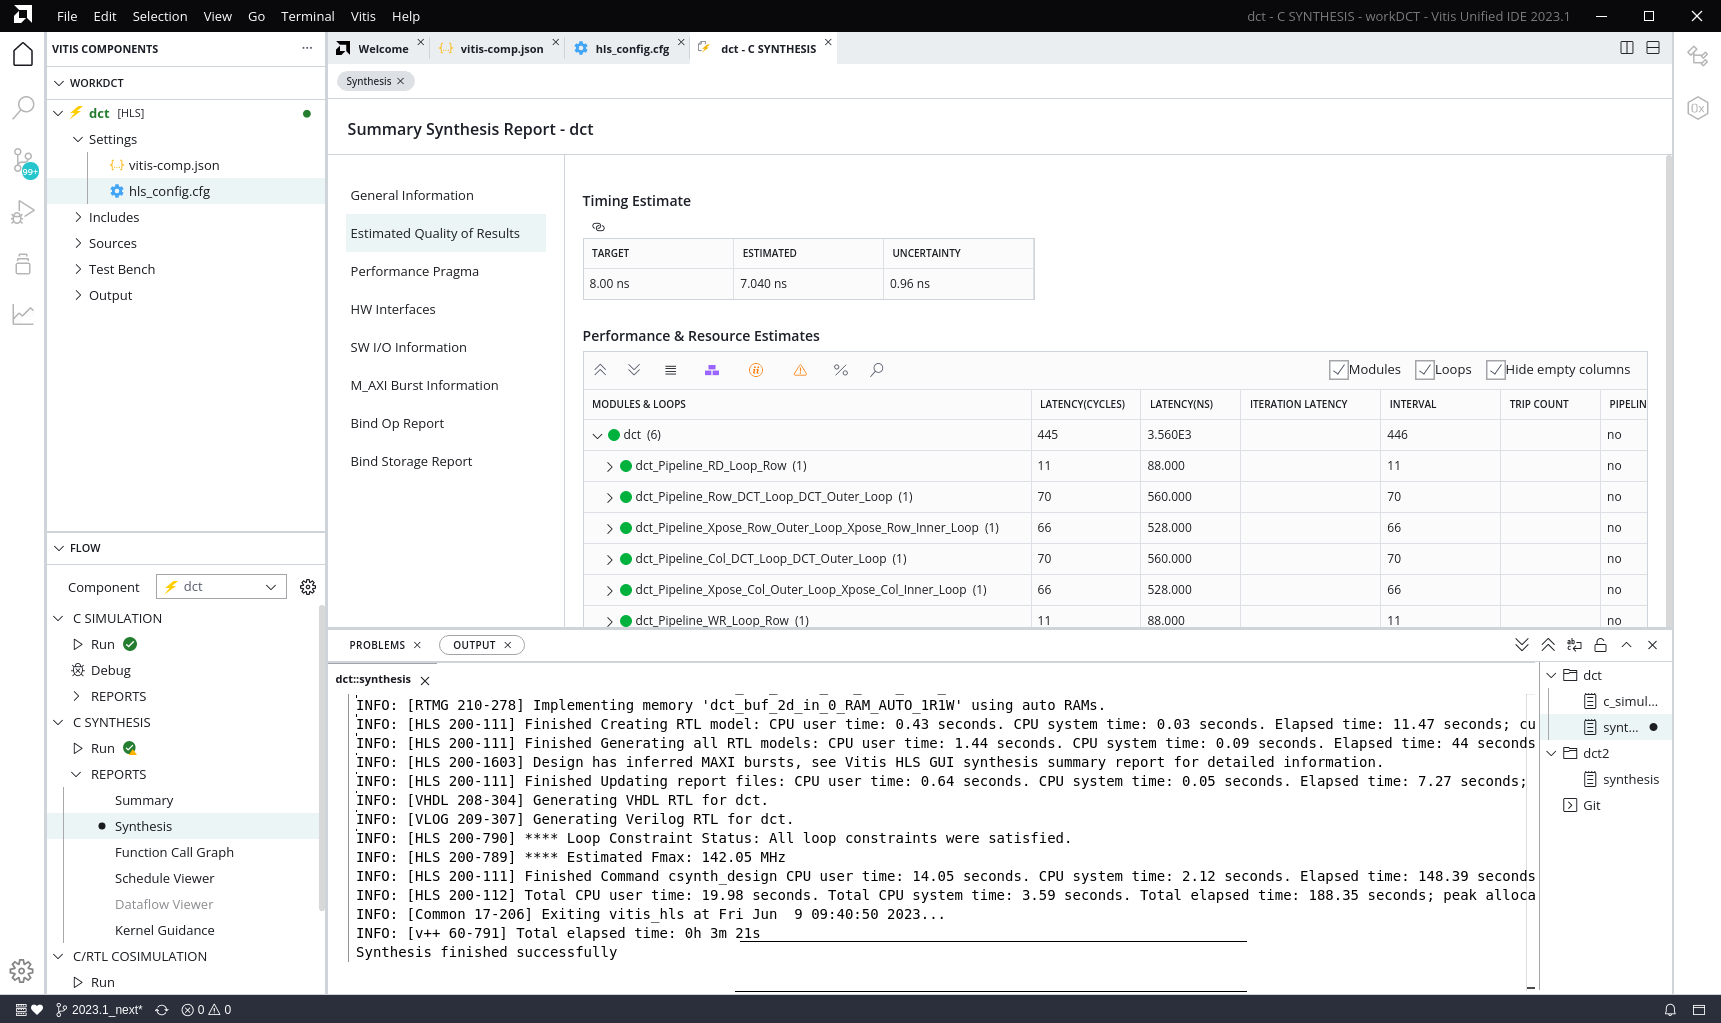 File Edit Selection View Go Terminal Vitis Help
dct - C SYNTHESIS - workDCT - Vitis Unified IDE 2023.1
VITIS COMPONENTS
WORKDCT
dct [HLS]
Settings
{..} vitis-comp.json
hls_config.cfg
Includes
Sources
Test Bench
Output
99+
FLOW
Component dct
C SIMULATION
Run
Debug
REPORTS
C SYNTHESIS
Run
REPORTS
Summary
Synthesis
Function Call Graph
Schedule Viewer
Dataflow Viewer
Kernel Guidance
C/RTL COSIMULATION
Run
Welcome
{..} vitis-comp.json
hls_config.cfg
dct - C SYNTHESIS
Synthesis
Summary Synthesis Report - dct
General Information
Estimated Quality of Results
Performance Pragma
HW Interfaces
SW I/O Information
M_AXI Burst Information
Bind Op Report
Bind Storage Report
Timing Estimate
TARGET ESTIMATED UNCERTAINTY
8.00 ns 7.040 ns 0.96 ns
Performance & Resource Estimates
ii % Modules Loops Hide empty columns
MODULES & LOOPS LATENCY(CYCLES) LATENCY(NS) ITERATION LATENCY INTERVAL TRIP COUNT PIPELIN
dct (6) 445 3.560E3 446 no
dct_Pipeline_RD_Loop_Row (1) 11 88.000 11 no
dct_Pipeline_Row_DCT_Loop_DCT_Outer_Loop (1) 70 560.000 70 no
dct_Pipeline_Xpose_Row_Outer_Loop_Xpose_Row_Inner_Loop (1) 66 528.000 66 no
dct_Pipeline_Col_DCT_Loop_DCT_Outer_Loop (1) 70 560.000 70 no
dct_Pipeline_Xpose_Col_Outer_Loop_Xpose_Col_Inner_Loop (1) 66 528.000 66 no
dct_Pipeline_WR_Loop_Row (1) 11 88.000 11 no
0x
PROBLEMS
OUTPUT
dct::synthesis
INFO: [RTMG 210-278] Implementing memory 'dct_buf_2d_in_0_RAM_AUTO_1R1W' using auto RAMs.
INFO: [HLS 200-111] Finished Creating RTL model: CPU user time: 0.43 seconds. CPU system time: 0.03 seconds. Elapsed time: 11.47 seconds; cu
INFO: [HLS 200-111] Finished Generating all RTL models: CPU user time: 1.44 seconds. CPU system time: 0.09 seconds. Elapsed time: 44 seconds
INFO: [HLS 200-1603] Design has inferred MAXI bursts, see Vitis HLS GUI synthesis summary report for detailed information.
INFO: [HLS 200-111] Finished Updating report files: CPU user time: 0.64 seconds. CPU system time: 0.05 seconds. Elapsed time: 7.27 seconds;
INFO: [VHDL 208-304] Generating VHDL RTL for dct.
INFO: [VLOG 209-307] Generating Verilog RTL for dct.
INFO: [HLS 200-790] **** Loop Constraint Status: All loop constraints were satisfied.
INFO: [HLS 200-789] **** Estimated Fmax: 142.05 MHz
INFO: [HLS 200-111] Finished Command csynth_design CPU user time: 14.05 seconds. CPU system time: 2.12 seconds. Elapsed time: 148.39 seconds
INFO: [HLS 200-112] Total CPU user time: 19.98 seconds. Total CPU system time: 3.59 seconds. Total elapsed time: 188.35 seconds; peak alloca
INFO: [Common 17-206] Exiting vitis_hls at Fri Jun  9 09:40:50 2023...
INFO: [v++ 60-791] Total elapsed time: 0h 3m 21s
Synthesis finished successfully
dct
c_simul...
synt...
dct2
synthesis
Git
2023.1_next* 0 0